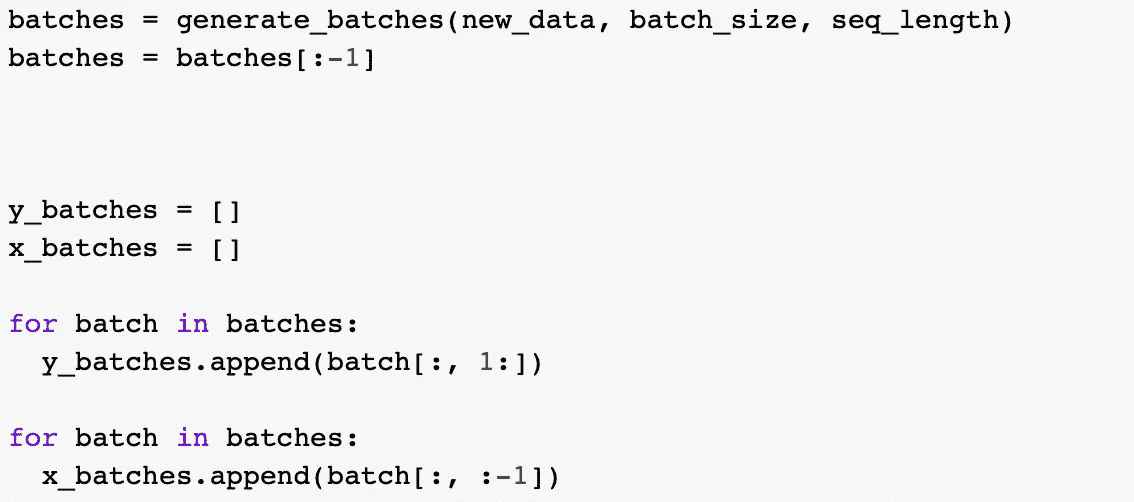 batches = generate_batches(new_data, batch_size, seq_length)
batches = batches[:-1]
y_batches = []
x_batches = []
for batch in batches:
  y_batches.append(batch[:, 1:])
for batch in batches:
  x_batches.append(batch[:, :-1])